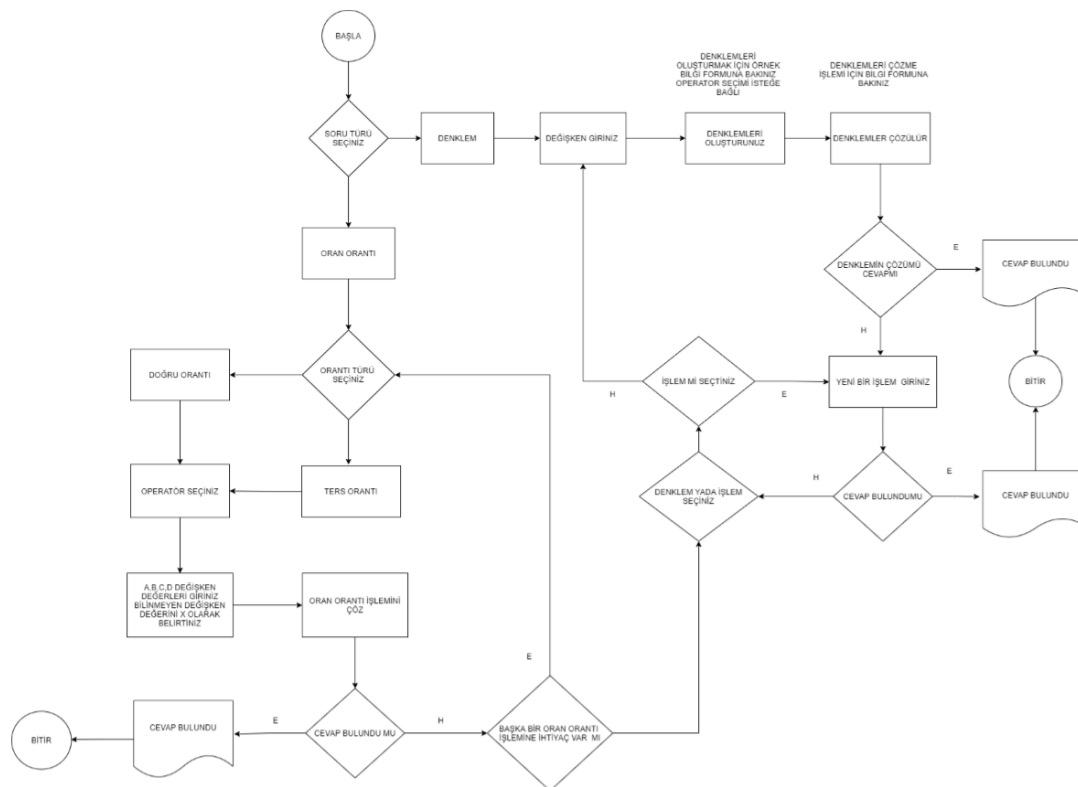 BAŞLA
DENKLEMLERİ
OLUŞTURMAK İÇİN ÖRNEK
BİLGİ FORMUNA BAKINIZ
OPERATOR SEÇİMİ İSTEĞE
BAĞLI
DENKLEMLERİ ÇÖZME
İŞLEMİ İÇİN BİLGI FORMUNA
BAKINIZ
SORU TÜRÜ
SEÇİNİZ
DENKLEM
DEĞİŞKEN GİRİNİZ
DENKLEMLERİ
OLUŞTURUNUZ
DENKLEMLER ÇÖZÜLÜR
ORAN ORANTI
DENKLEMİN ÇÖZÜMÜ
CEVAPMI
E
CEVAP BULUNDU
H
DOĞRU ORANTI
ORANTI TÜRÜ
SEÇİNİZ
İŞLEM Mİ SEÇTİNİZ
H
E
YENİ BİR İŞLEM GİRİNİZ
BİTİR
OPERATÖR SEÇİNİZ
TERS ORANTI
DENKLEM YADA İŞLEM
SEÇİNİZ
H
CEVAP BULUNDUMU
E
CEVAP BULUNDU
A,B,C,D DEĞİŞKEN
DEĞERLERİ GİRİNİZ
BİLİNMEYEN DEĞİŞKEN
DEĞERİNİ X OLARAK
BELİRTİNİZ
ORAN ORANTI İŞLEMİNİ
ÇÖZ
E
BİTİR
CEVAP BULUNDU
E
CEVAP BULUNDU MU
H
BAŞKA BİR ORAN ORANTI
İŞLEMİNE İHTİYAÇ VAR MI